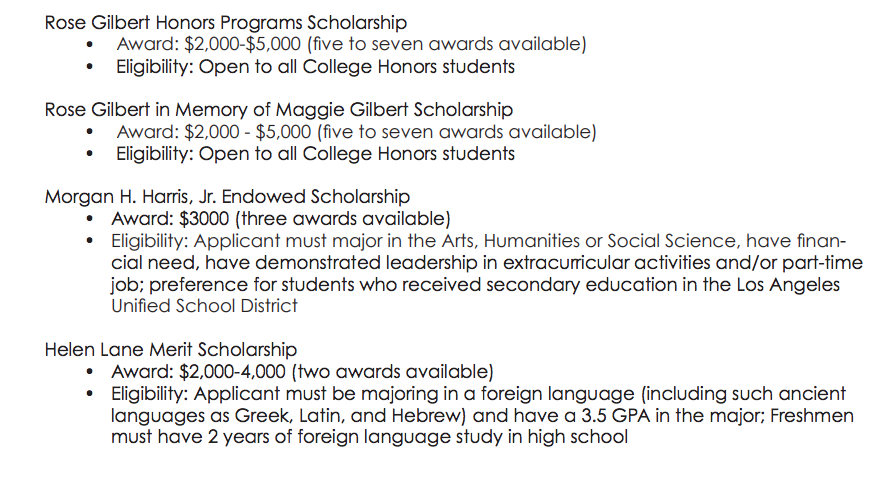 Rose Gilbert Honors Programs Scholarship
• Award: $2,000-$5,000 (five to seven awards available)
• Eligibility: Open to all College Honors students
Rose Gilbert in Memory of Maggie Gilbert Scholarship
• Award: $2,000 - $5,000 (five to seven awards available)
• Eligibility: Open to all College Honors students
Morgan H. Harris, Jr. Endowed Scholarship
• Award: $3000 (three awards available)
• Eligibility: Applicant must major in the Arts, Humanities or Social Science, have finan-
cial need, have demonstrated leadership in extracurricular activities and/or part-time
job; preference for students who received secondary education in the Los Angeles
Unified School District
Helen Lane Merit Scholarship
• Award: $2,000-4,000 (two awards available)
• Eligibility: Applicant must be majoring in a foreign language (including such ancient
languages as Greek, Latin, and Hebrew) and have a 3.5 GPA in the major; Freshmen
must have 2 years of foreign language study in high school